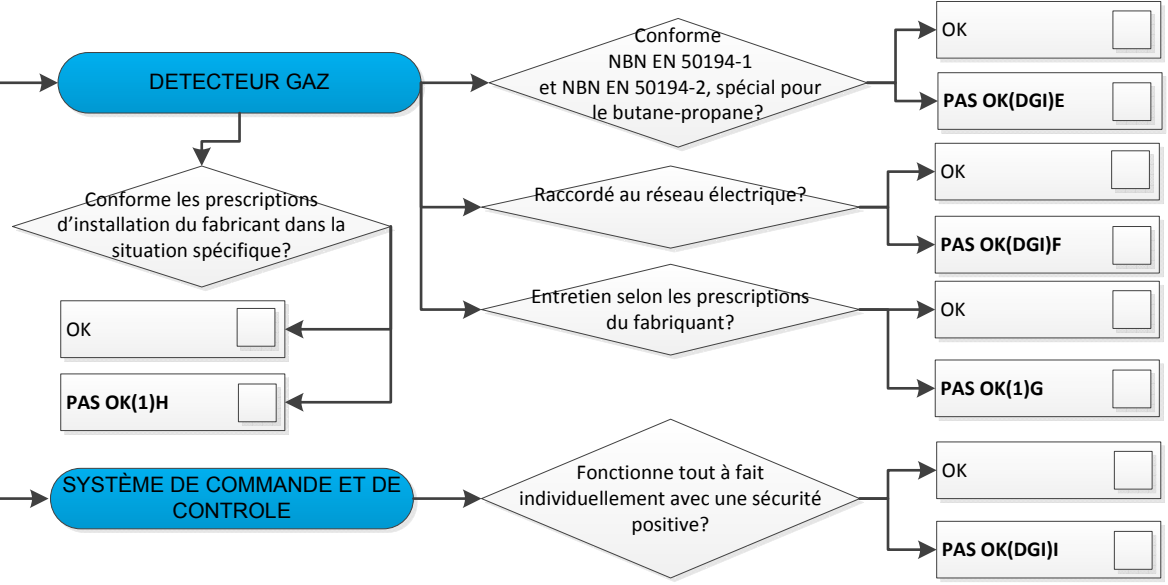 DETECTEUR GAZ
Conforme
NBN EN 50194-1
et NBN EN 50194-2, spécial pour
le butane-propane?
OK
PAS OK(DGI)E
Raccordé au réseau électrique?
OK
PAS OK(DGI)F
Entretien selon les prescriptions
du fabriquant?
OK
PAS OK(1)G
Conforme les prescriptions
d’installation du fabricant dans la
situation spécifique?
OK
PAS OK(1)H
SYSTÈME DE COMMANDE ET DE
CONTROLE
Fonctionne tout à fait
individuellement avec une sécurité
positive?
OK
PAS OK(DGI)I